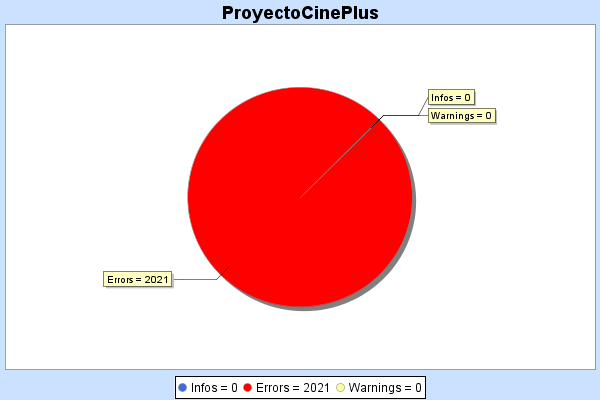 ProyectoCinePlus
Infos = 0
Warnings = 0
Errors = 2021
Infos = 0 Errors = 2021 Warnings = 0